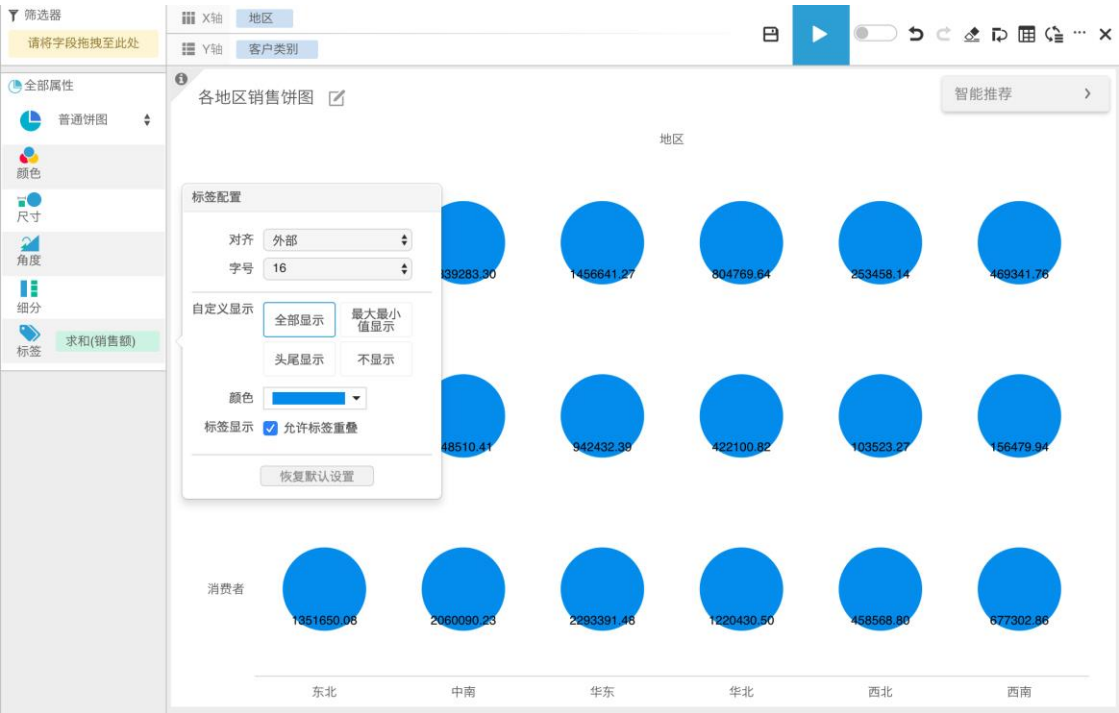 筛选器
请将字段拖拽至此处
X轴
地区
Y轴
客户类别
全部属性
普通饼图
颜色
尺寸
角度
细分
标签
求和(销售额)
各地区销售饼图
智能推荐
地区
标签配置
对齐
外部
字号
16
自定义显示
全部显示
最大最小
值显示
头尾显示
不显示
颜色
标签显示
允许标签重叠
恢复默认设置
39283.30
1456641.27
804769.64
253458.14
469341.76
48510.41
942432.39
422100.82
103523.27
156479.94
消费者
1351650.08
2060090.23
2293391.48
1220430.50
458568.80
677302.86
东北
中南
华东
华北
西北
西南